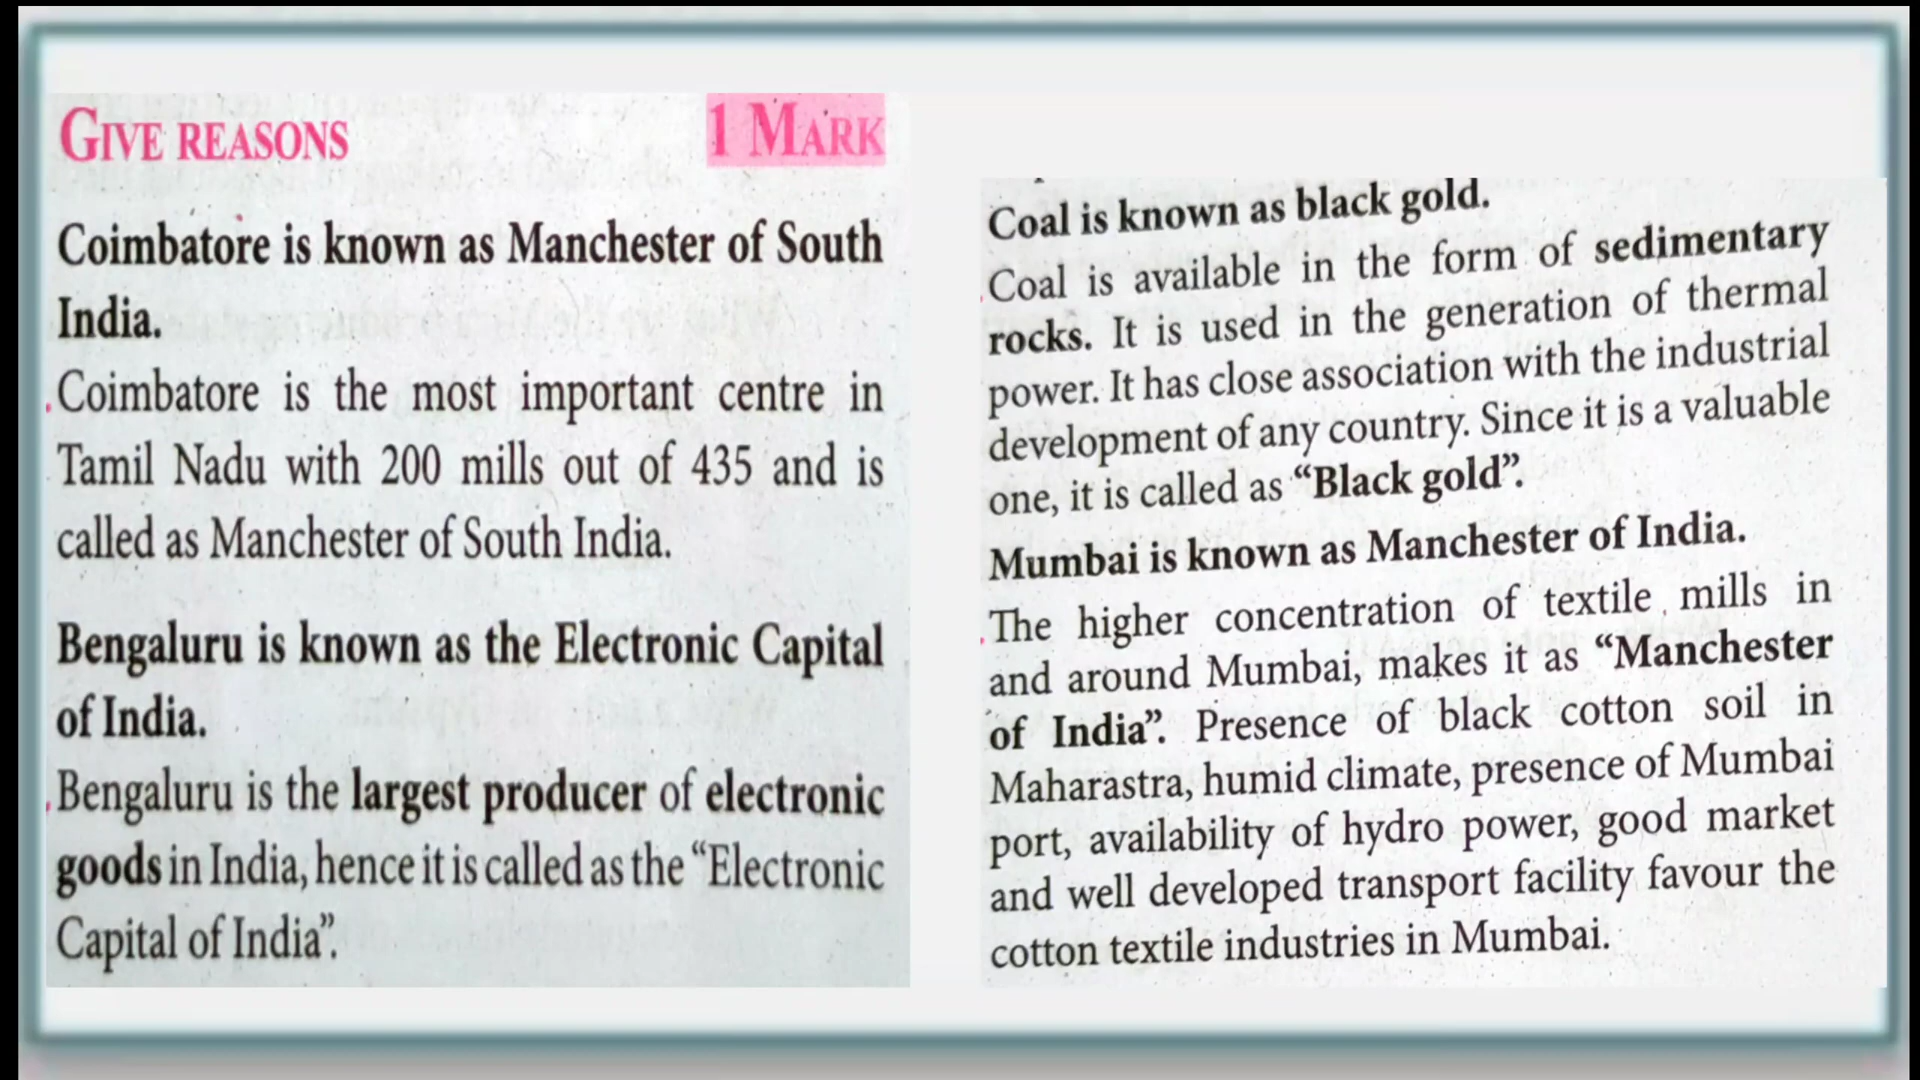 GIVE REASONS 1 MARK
Coimbatore is known as Manchester of South
India.
Coimbatore is the most important centre in
Tamil Nadu with 200 mills out of 435 and is
called as Manchester of South India.
Bengaluru is known as the Electronic Capital
of India.
Bengaluru is the largest producer of electronic
goods in India, hence it is called as the “Electronic
Capital of India”.
Coal is known as black gold.
Coal is available in the form of sedimentary
rocks. It is used in the generation of thermal
power. It has close association with the industrial
development of any country. Since it is a valuable
one, it is called as “Black gold”.
Mumbai is known as Manchester of India.
The higher concentration of textile mills in
and around Mumbai, makes it as “Manchester
of India”. Presence of black cotton soil in
Maharastra, humid climate, presence of Mumbai
port, availability of hydro power, good market
and well developed transport facility favour the
cotton textile industries in Mumbai.